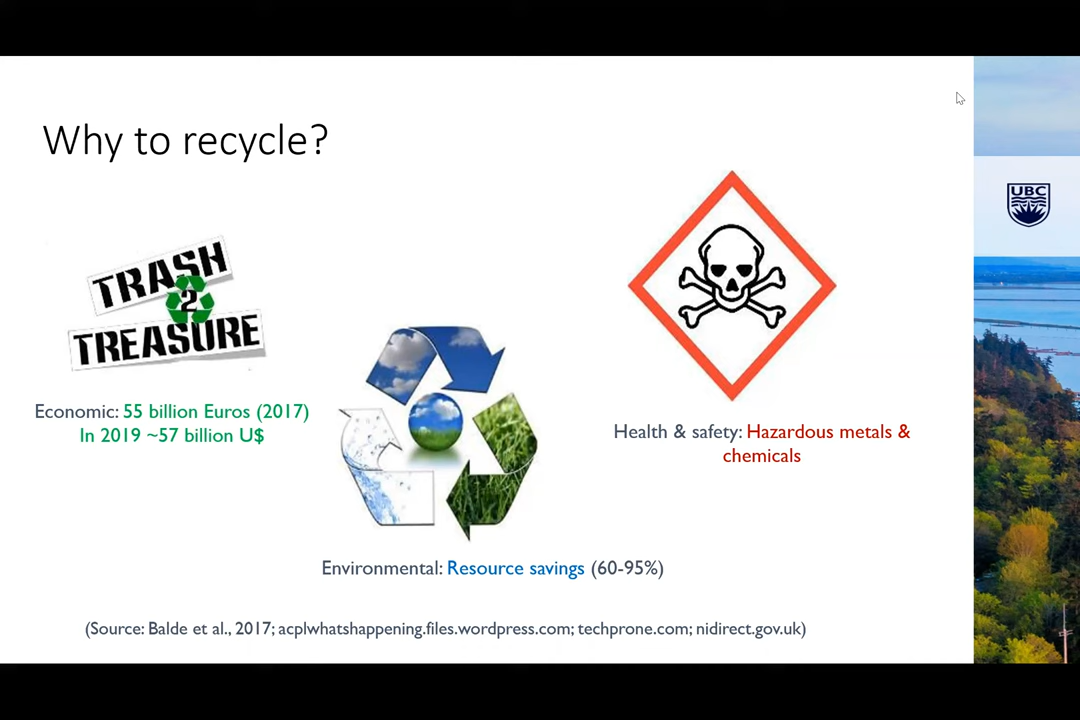 Why to recycle?
UBC
TRASH
2
TREASURE
Economic: 55 billion Euros (2017)
In 2019 ~57 billion U$
Health & safety: Hazardous metals &
chemicals
Environmental: Resource savings (60-95%)
(Source: Balde et al., 2017; acplwhatshappening.files.wordpress.com; techprone.com; nidirect.gov.uk)